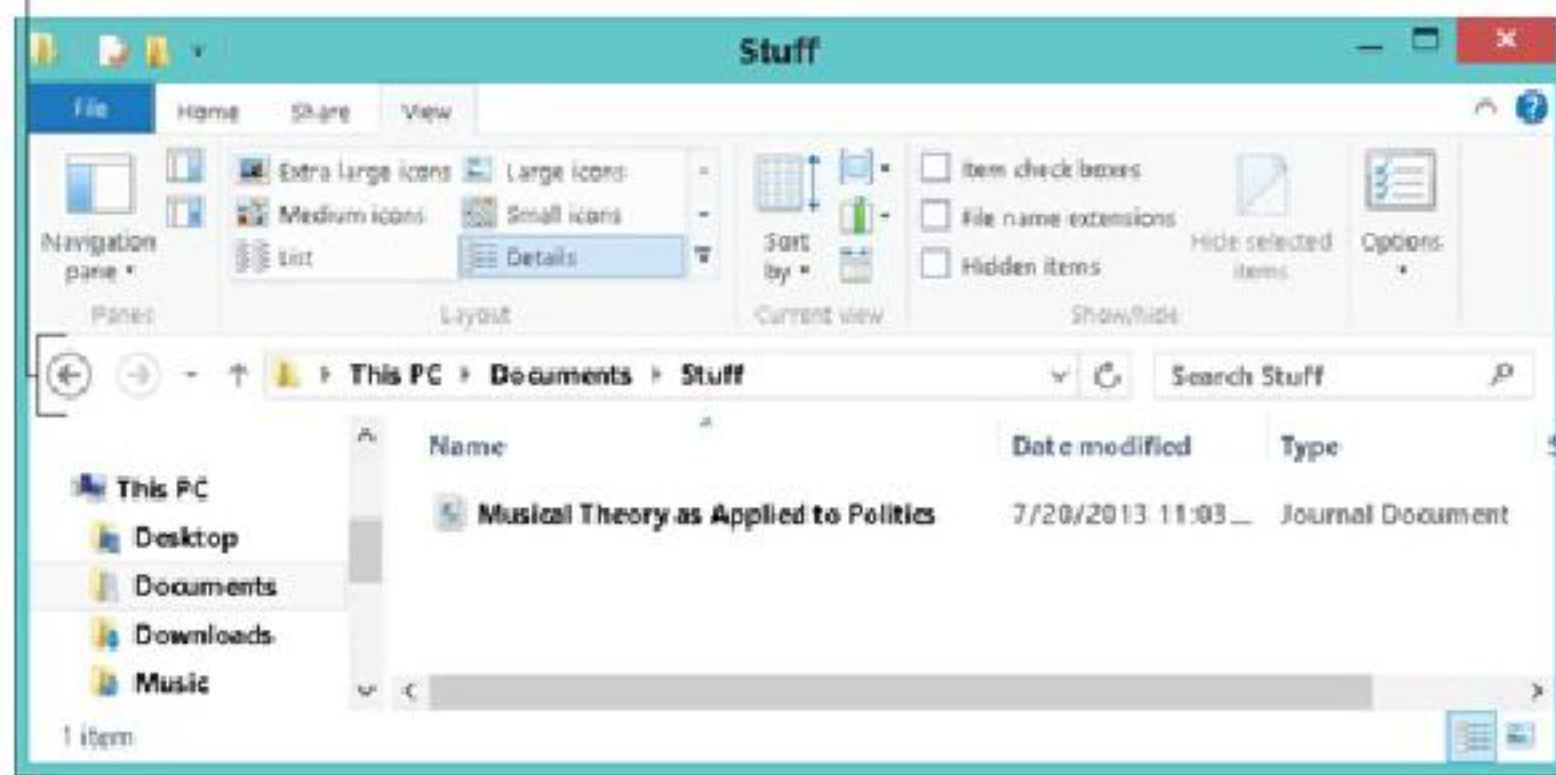 Stuff
File Home Share View
Extra large icons Large icons Item check boxes
Medium icons Small icons File name extensions
Navigation pane List Details Sort by Hidden items Hide selected items Options
Panes Layout Current view Show/hide
This PC Documents Stuff Search Stuff
Name Date modified Type
This PC
Musical Theory as Applied to Politics 7/20/2013 11:03... Journal Document
Desktop
Documents
Downloads
Music
1 item